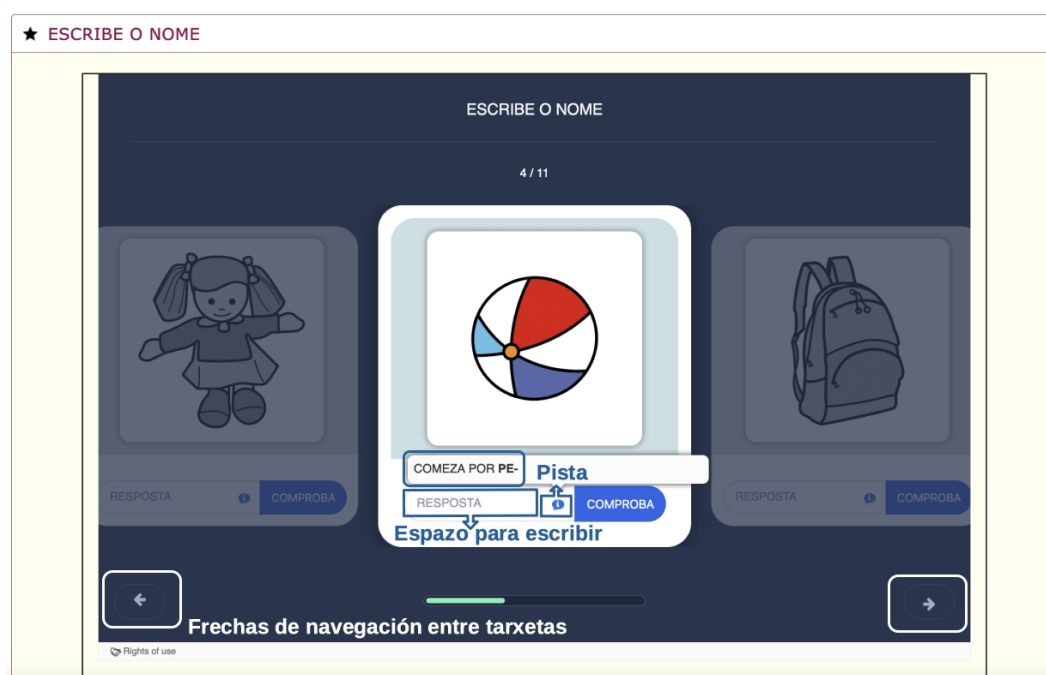 ★ ESCRIBE O NOME
ESCRIBE O NOME
4 / 11
COMEZA POR PE-
Pista
RESPOSTA
COMPROBA
RESPOSTA
COMPROBA
RESPOSTA
COMPROBA
Espazo para escribir
Frechas de navegación entre tarxetas
Rights of use